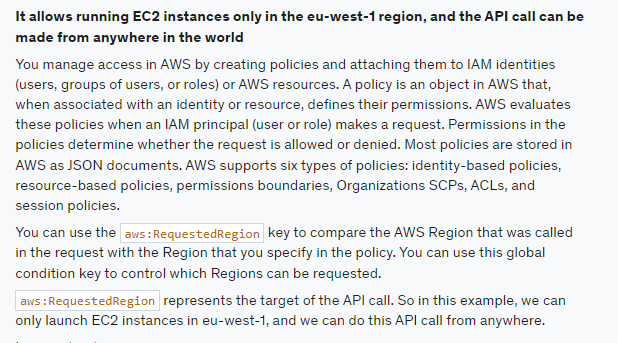 It allows running EC2 instances only in the eu-west-1 region, and the API call can be
made from anywhere in the world
You manage access in AWS by creating policies and attaching them to IAM identities
(users, groups of users, or roles) or AWS resources. A policy is an object in AWS that,
when associated with an identity or resource, defines their permissions. AWS evaluates
these policies when an IAM principal (user or role) makes a request. Permissions in the
policies determine whether the request is allowed or denied. Most policies are stored in
AWS as JSON documents. AWS supports six types of policies: identity-based policies,
resource-based policies, permissions boundaries, Organizations SCPs, ACLs, and
session policies.
You can use the aws:RequestedRegion key to compare the AWS Region that was called
in the request with the Region that you specify in the policy. You can use this global
condition key to control which Regions can be requested.
aws:RequestedRegion represents the target of the API call. So in this example, we can
only launch EC2 instances in eu-west-1, and we can do this API call from anywhere.